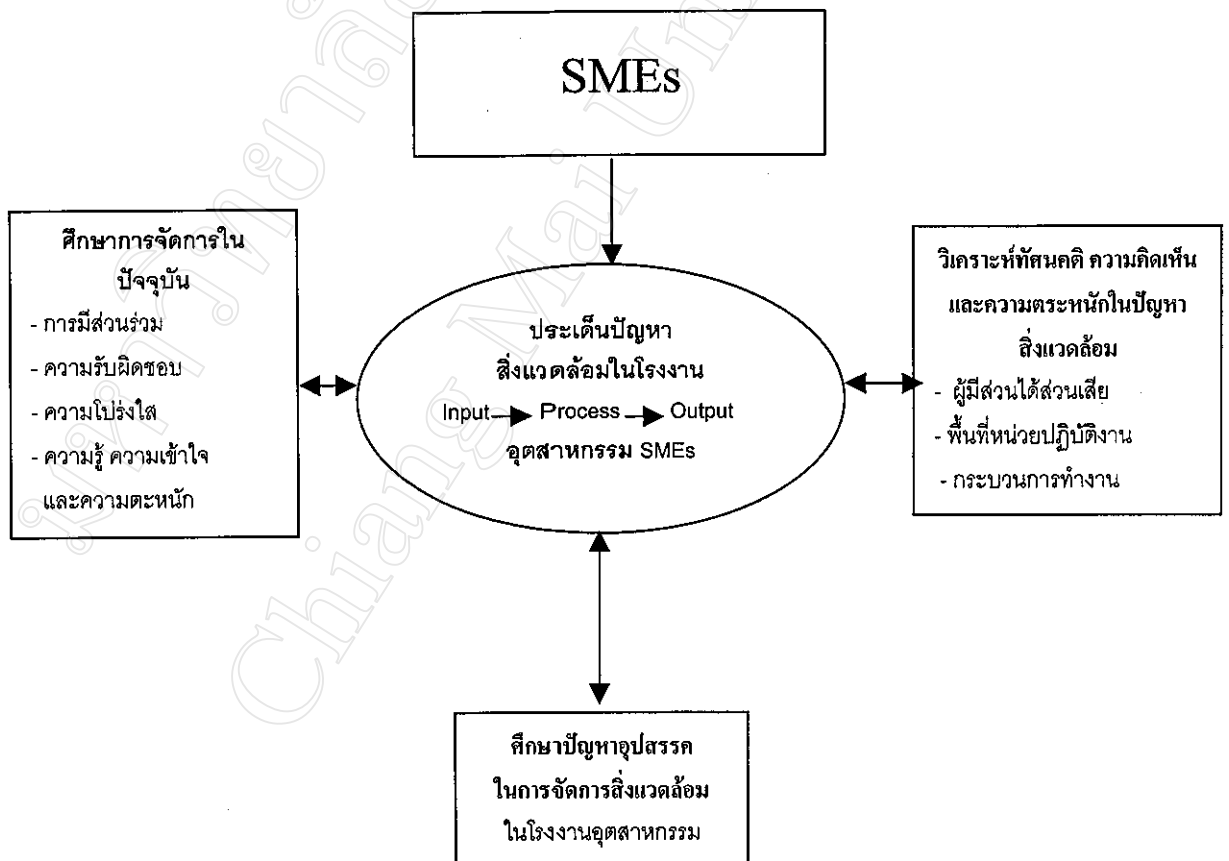 SMEs
ศึกษาการจัดการใน
ปัจจุบัน
- การมีส่วนร่วม
- ความรับผิดชอบ
- ความโปร่งใส
- ความรู้ ความเข้าใจ
และความตะหนัก
ประเด็นปัญหา
สิ่งแวดล้อมในโรงงาน
Input Process Output
อุตสาหกรรม SMEs
วิเคราะห์ทัศนคติ ความคิดเห็น
และความตระหนักในปัญหา
สิ่งแวดล้อม
- ผู้มีส่วนได้ส่วนเสีย
- พื้นที่หน่วยปฏิบัติงาน
- กระบวนการทำงาน
ศึกษาปัญหาอุปสรรค
ในการจัดการสิ่งแวดล้อม
ในโรงงานอุตสาหกรรม
มหาวิทยาลัย
Chiang Mai Un